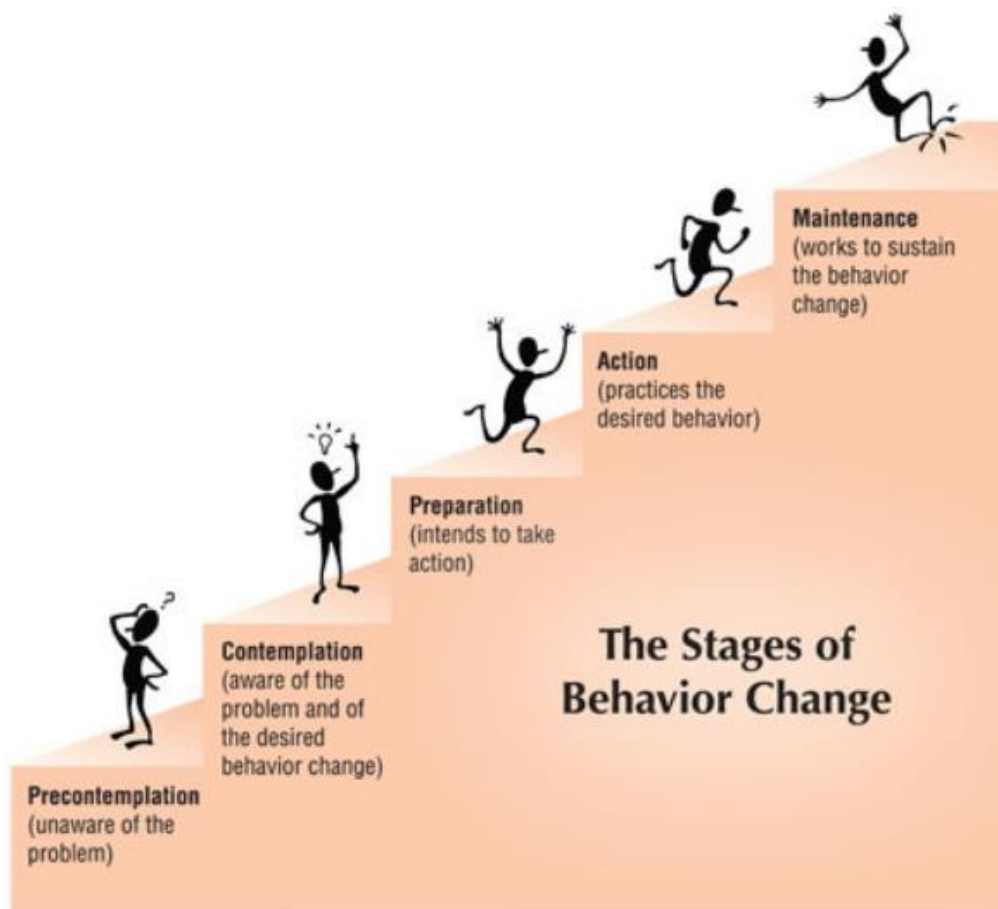 Maintenance
(works to sustain
the behavior
change)
Action
(practices the
desired behavior)
Preparation
(intends to take
action)
Contemplation
(aware of the
problem and of
the desired
behavior change)
Precontemplation
(unaware of the
problem)
The Stages of
Behavior Change
?